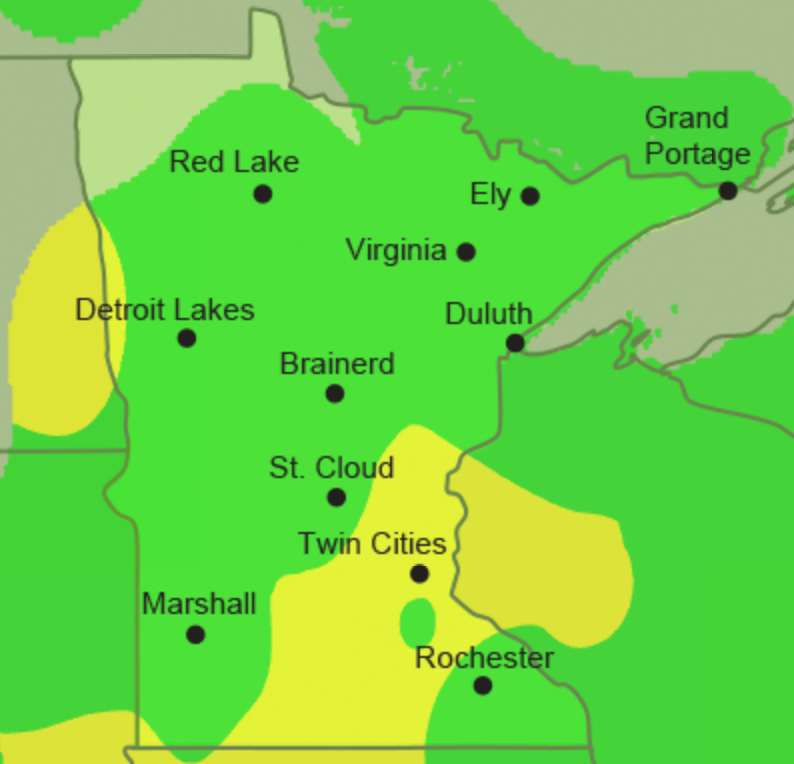 Grand
Portage
Red Lake
Ely
Virginia
Detroit Lakes
Duluth
Brainerd
St. Cloud
Twin Cities
Marshall
Rochester